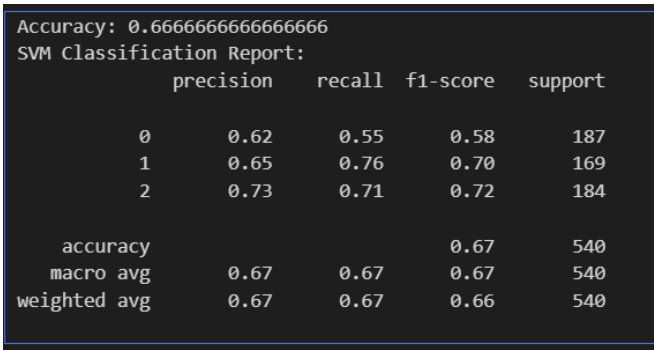 Accuracy: 0.6666666666666666
SVM Classification Report:
precision recall f1-score support
0 0.62 0.55 0.58 187
1 0.65 0.76 0.70 169
2 0.73 0.71 0.72 184
accuracy 0.67 540
macro avg 0.67 0.67 0.67 540
weighted avg 0.67 0.67 0.66 540